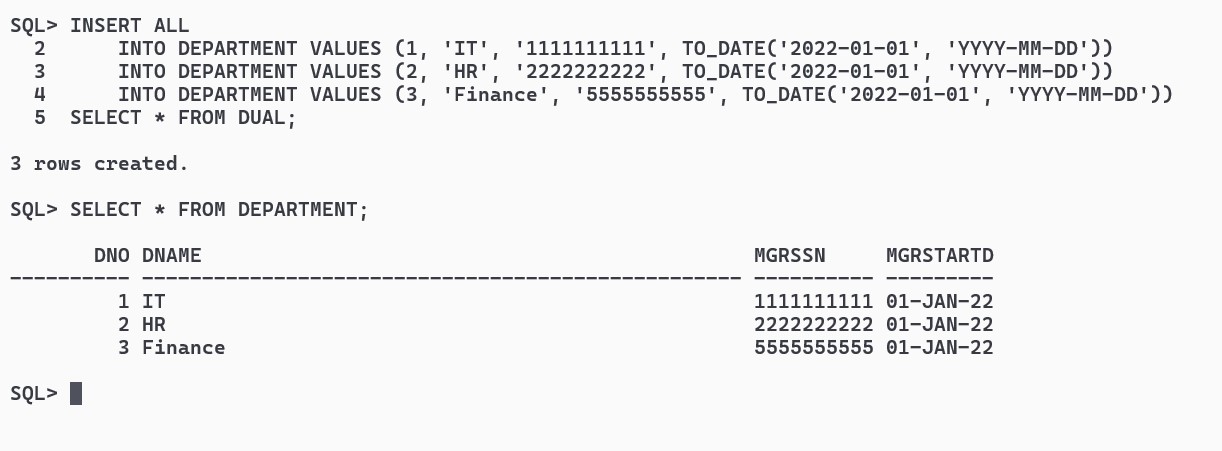 SQL> INSERT ALL
  2      INTO DEPARTMENT VALUES (1, 'IT', '1111111111', TO_DATE('2022-01-01', 'YYYY-MM-DD'))
  3      INTO DEPARTMENT VALUES (2, 'HR', '2222222222', TO_DATE('2022-01-01', 'YYYY-MM-DD'))
  4      INTO DEPARTMENT VALUES (3, 'Finance', '5555555555', TO_DATE('2022-01-01', 'YYYY-MM-DD'))
  5  SELECT * FROM DUAL;

3 rows created.

SQL> SELECT * FROM DEPARTMENT;

       DNO DNAME                                              MGRSSN     MGRSTARTD
---------- -------------------------------------------------- ---------- ---------
         1 IT                                                 1111111111 01-JAN-22
         2 HR                                                 2222222222 01-JAN-22
         3 Finance                                            5555555555 01-JAN-22

SQL>